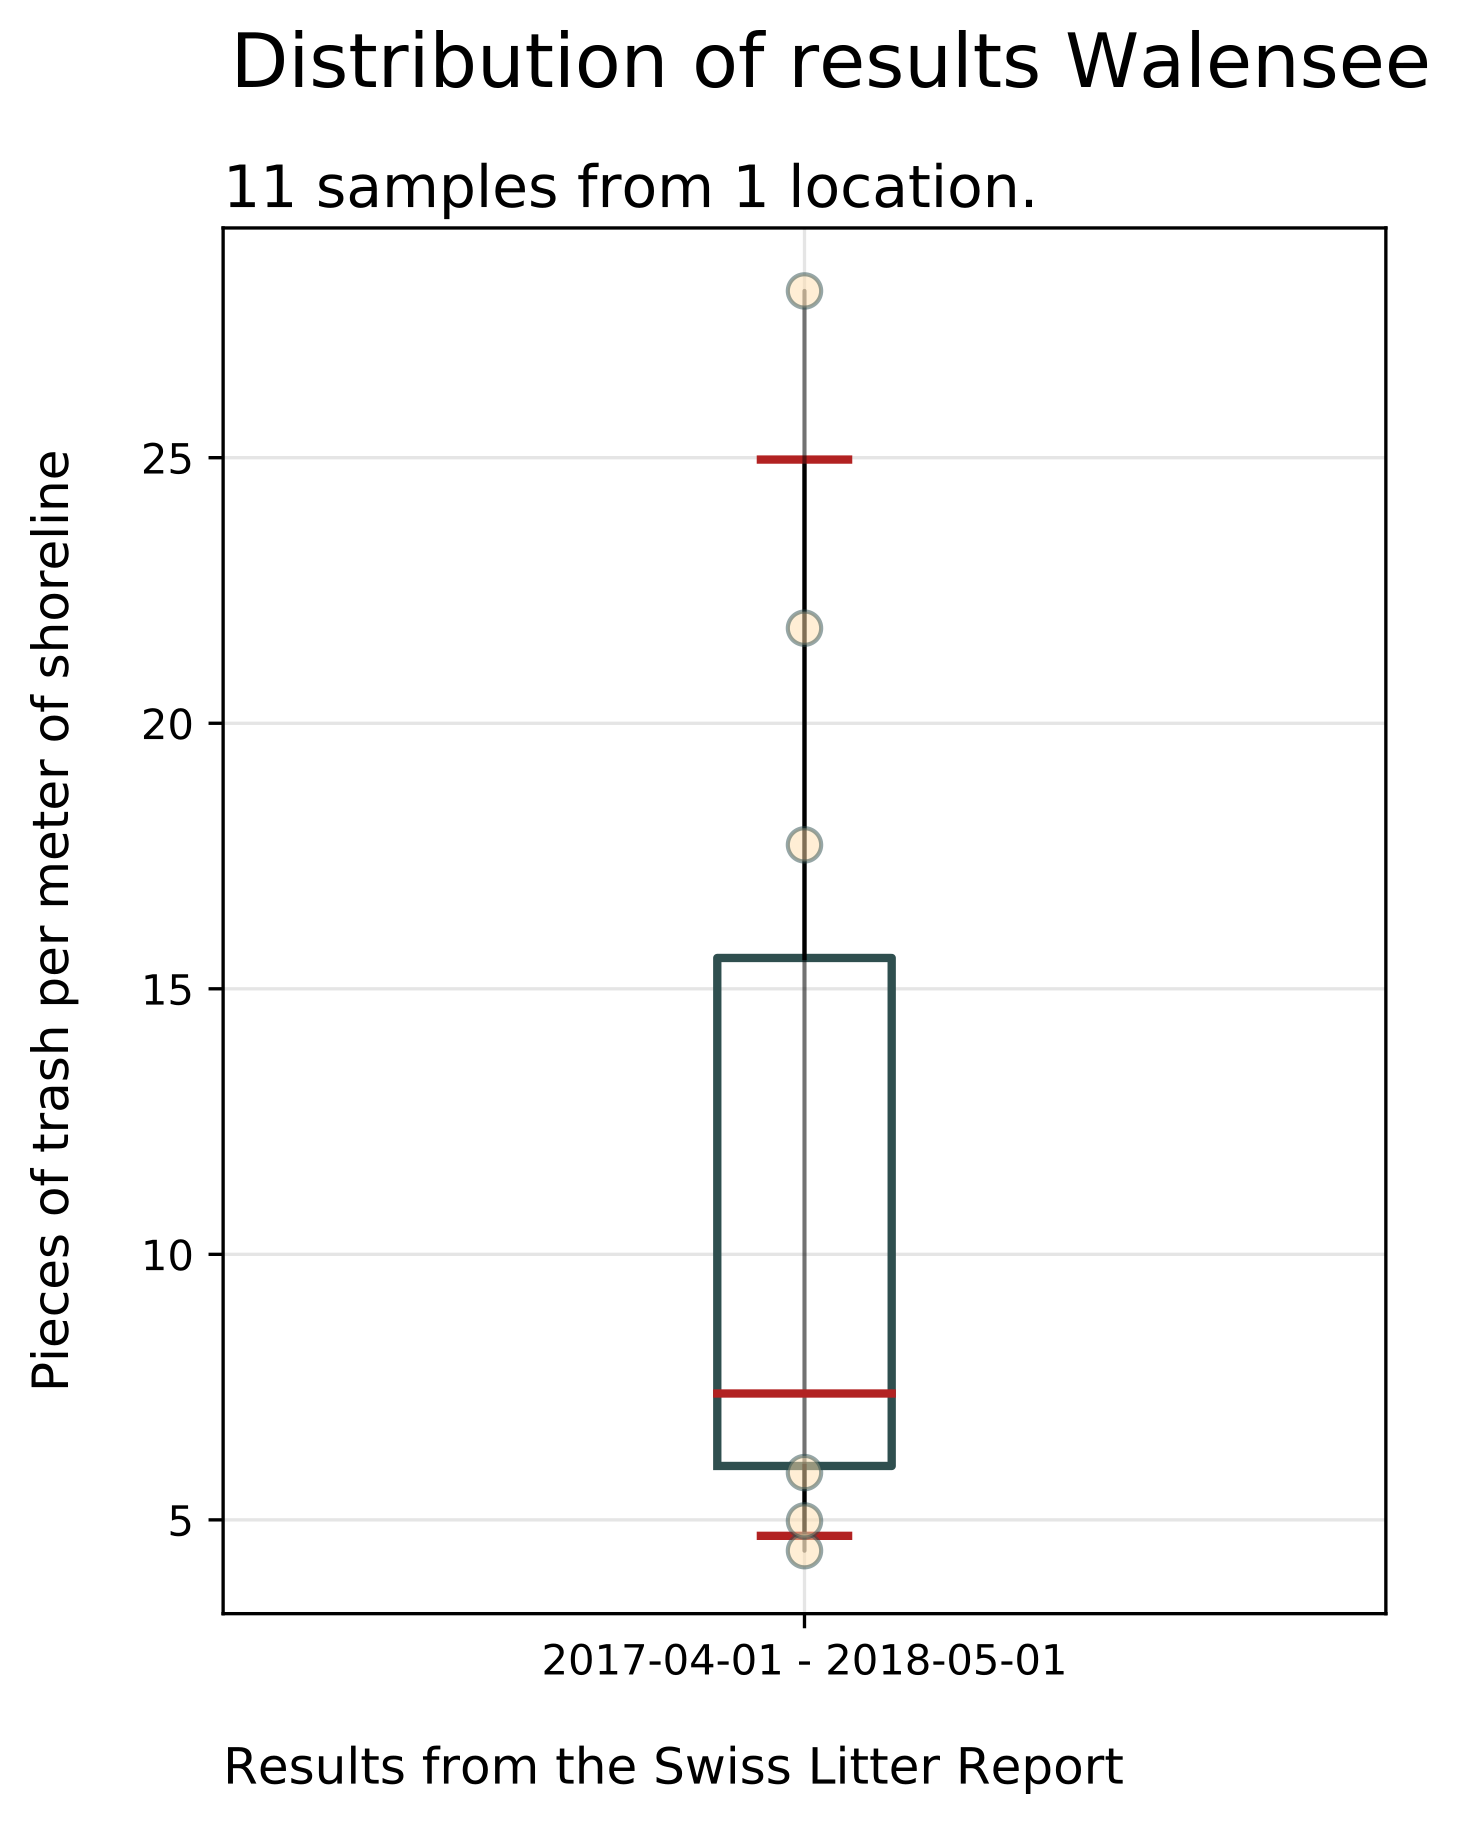 Distribution of results Walensee
11 samples from 1 location.
Pieces of trash per meter of shoreline
25
20
15
10
5
2017-04-01 - 2018-05-01
Results from the Swiss Litter Report